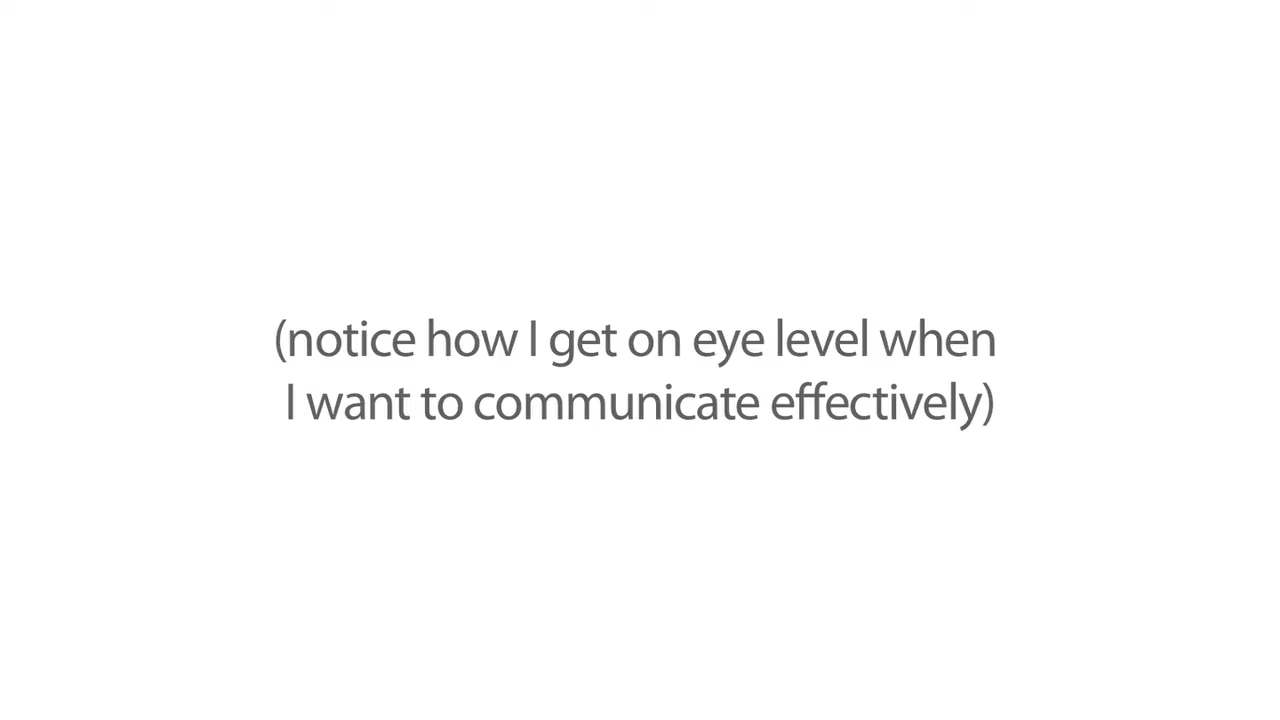 (notice how I get on eye level when
I want to communicate effectively)